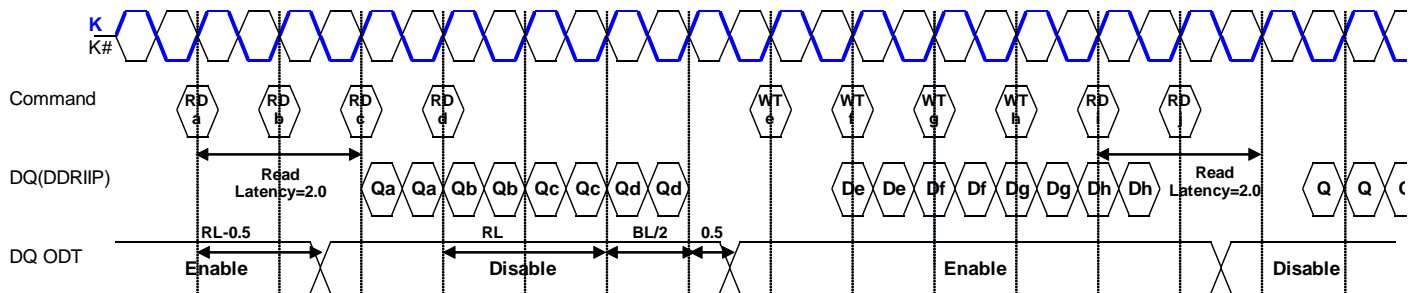 K
K#
Command
RD a RD b RD c RD d WT e WT f WT g WT h RD i RD j
DQ(DDRIIP)
Read Latency=2.0
Qa Qa Qb Qb Qc Qc Qd Qd De De Df Df Dg Dg Dh Dh
Read Latency=2.0
Q Q
DQ ODT
RL-0.5 RL BL/2 0.5
Enable Disable Enable Disable